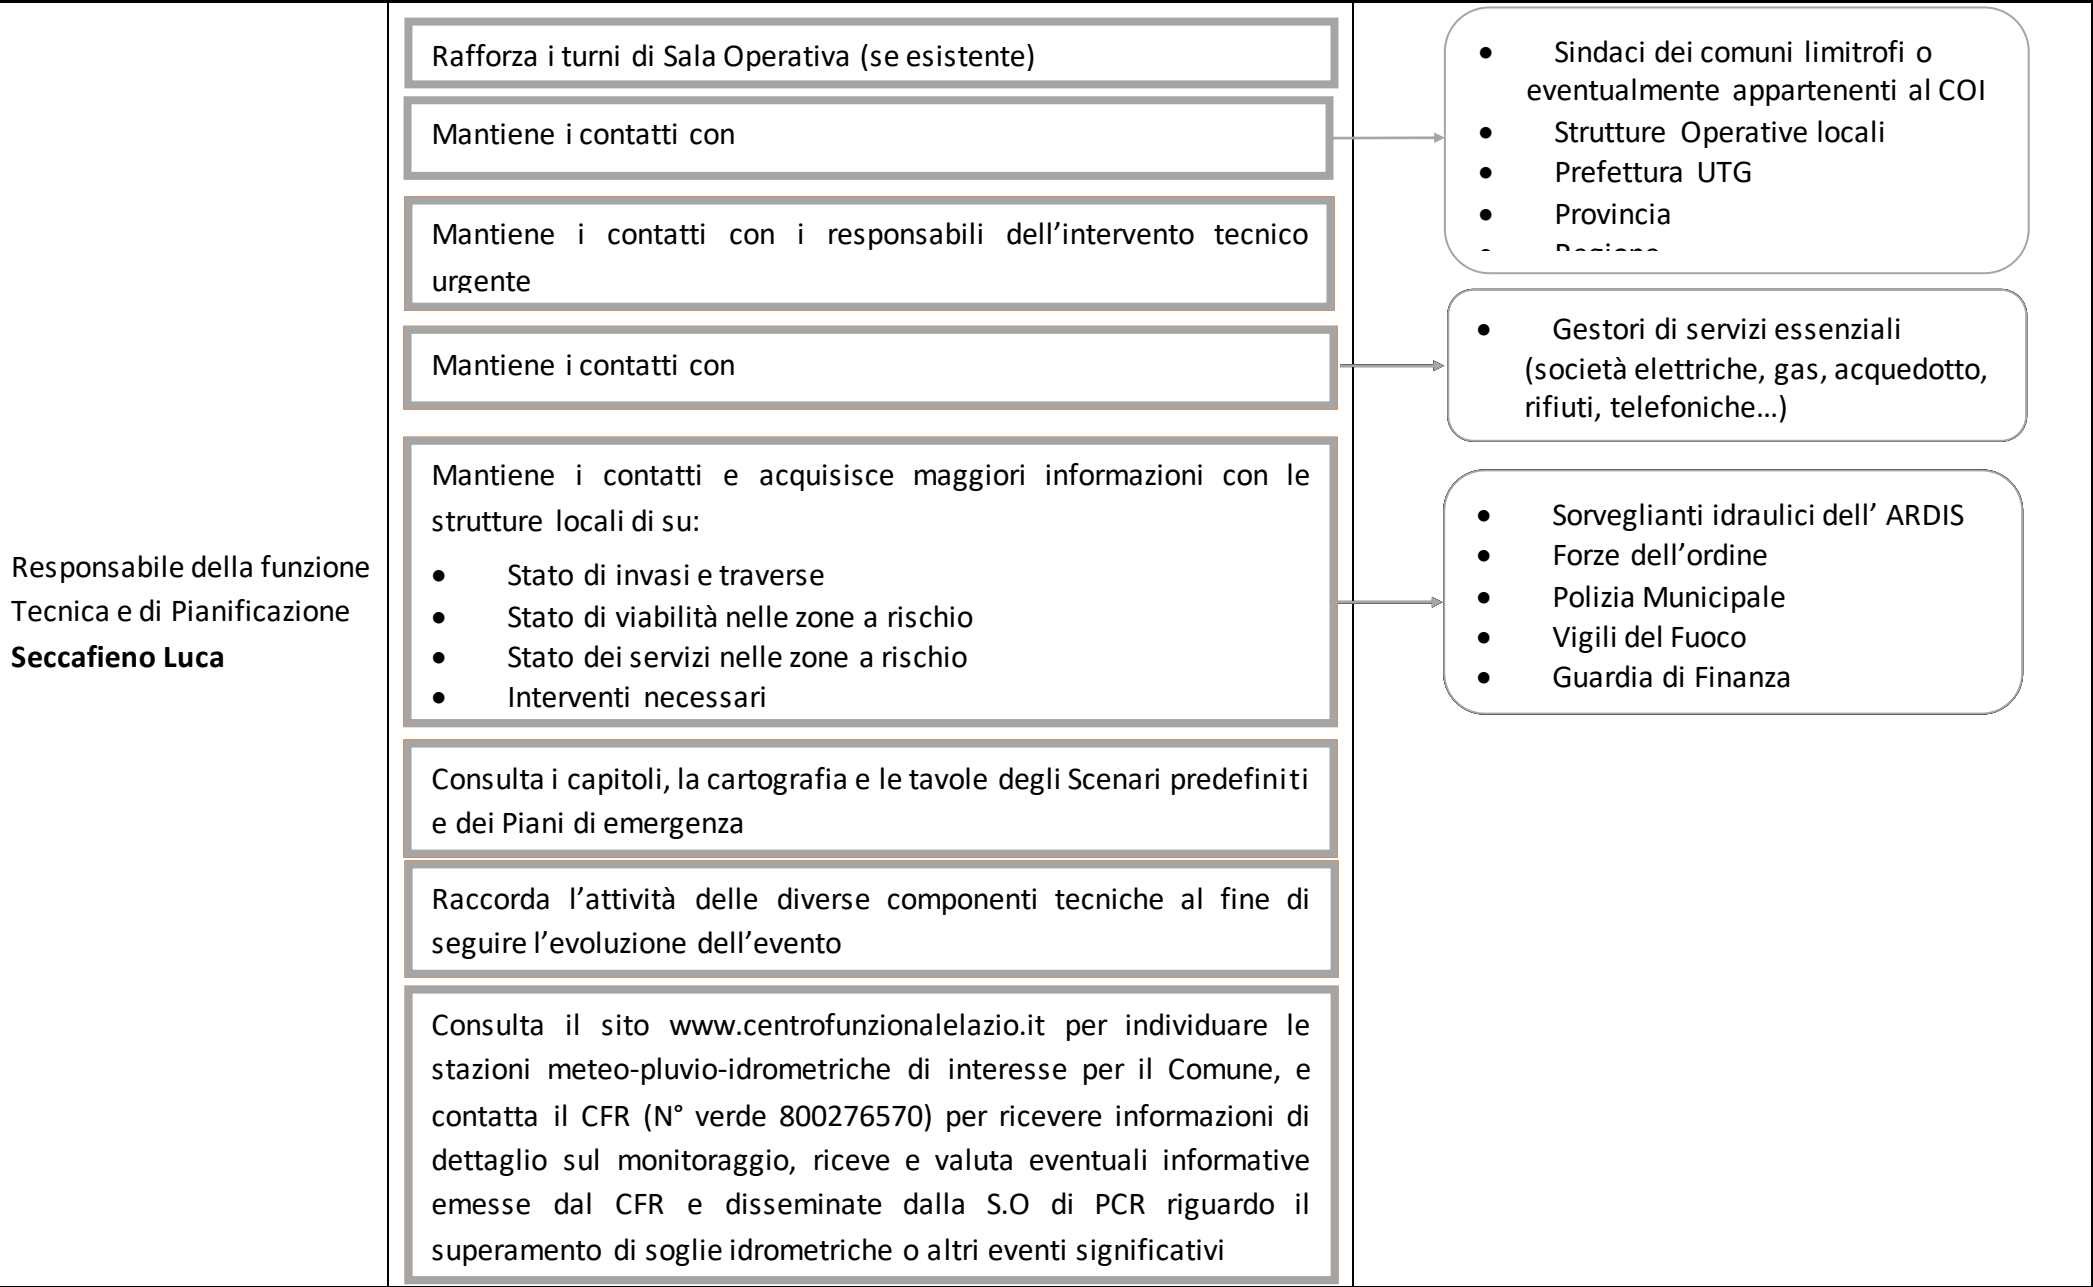 Responsabile della funzione
Tecnica e di Pianificazione
Seccafieno Luca
Rafforza i turni di Sala Operativa (se esistente)
Mantiene i contatti con
Mantiene i contatti con i responsabili dell’intervento tecnico
urgente
Mantiene i contatti con
Mantiene i contatti e acquisisce maggiori informazioni con le
strutture locali di su:
• Stato di invasi e traverse
• Stato di viabilità nelle zone a rischio
• Stato dei servizi nelle zone a rischio
• Interventi necessari
Consulta i capitoli, la cartografia e le tavole degli Scenari predefiniti
e dei Piani di emergenza
Raccorda l’attività delle diverse componenti tecniche al fine di
seguire l’evoluzione dell’evento
Consulta il sito www.centrofunzionalelazio.it per individuare le
stazioni meteo-pluvio-idrometriche di interesse per il Comune, e
contatta il CFR (N° verde 800276570) per ricevere informazioni di
dettaglio sul monitoraggio, riceve e valuta eventuali informative
emesse dal CFR e disseminate dalla S.O di PCR riguardo il
superamento di soglie idrometriche o altri eventi significativi
• Sindaci dei comuni limitrofi o
eventualmente appartenenti al COI
• Strutture Operative locali
• Prefettura UTG
• Provincia
• Regione
• Gestori di servizi essenziali
(società elettriche, gas, acquedotto,
rifiuti, telefoniche…)
• Sorveglianti idraulici dell’ ARDIS
• Forze dell’ordine
• Polizia Municipale
• Vigili del Fuoco
• Guardia di Finanza